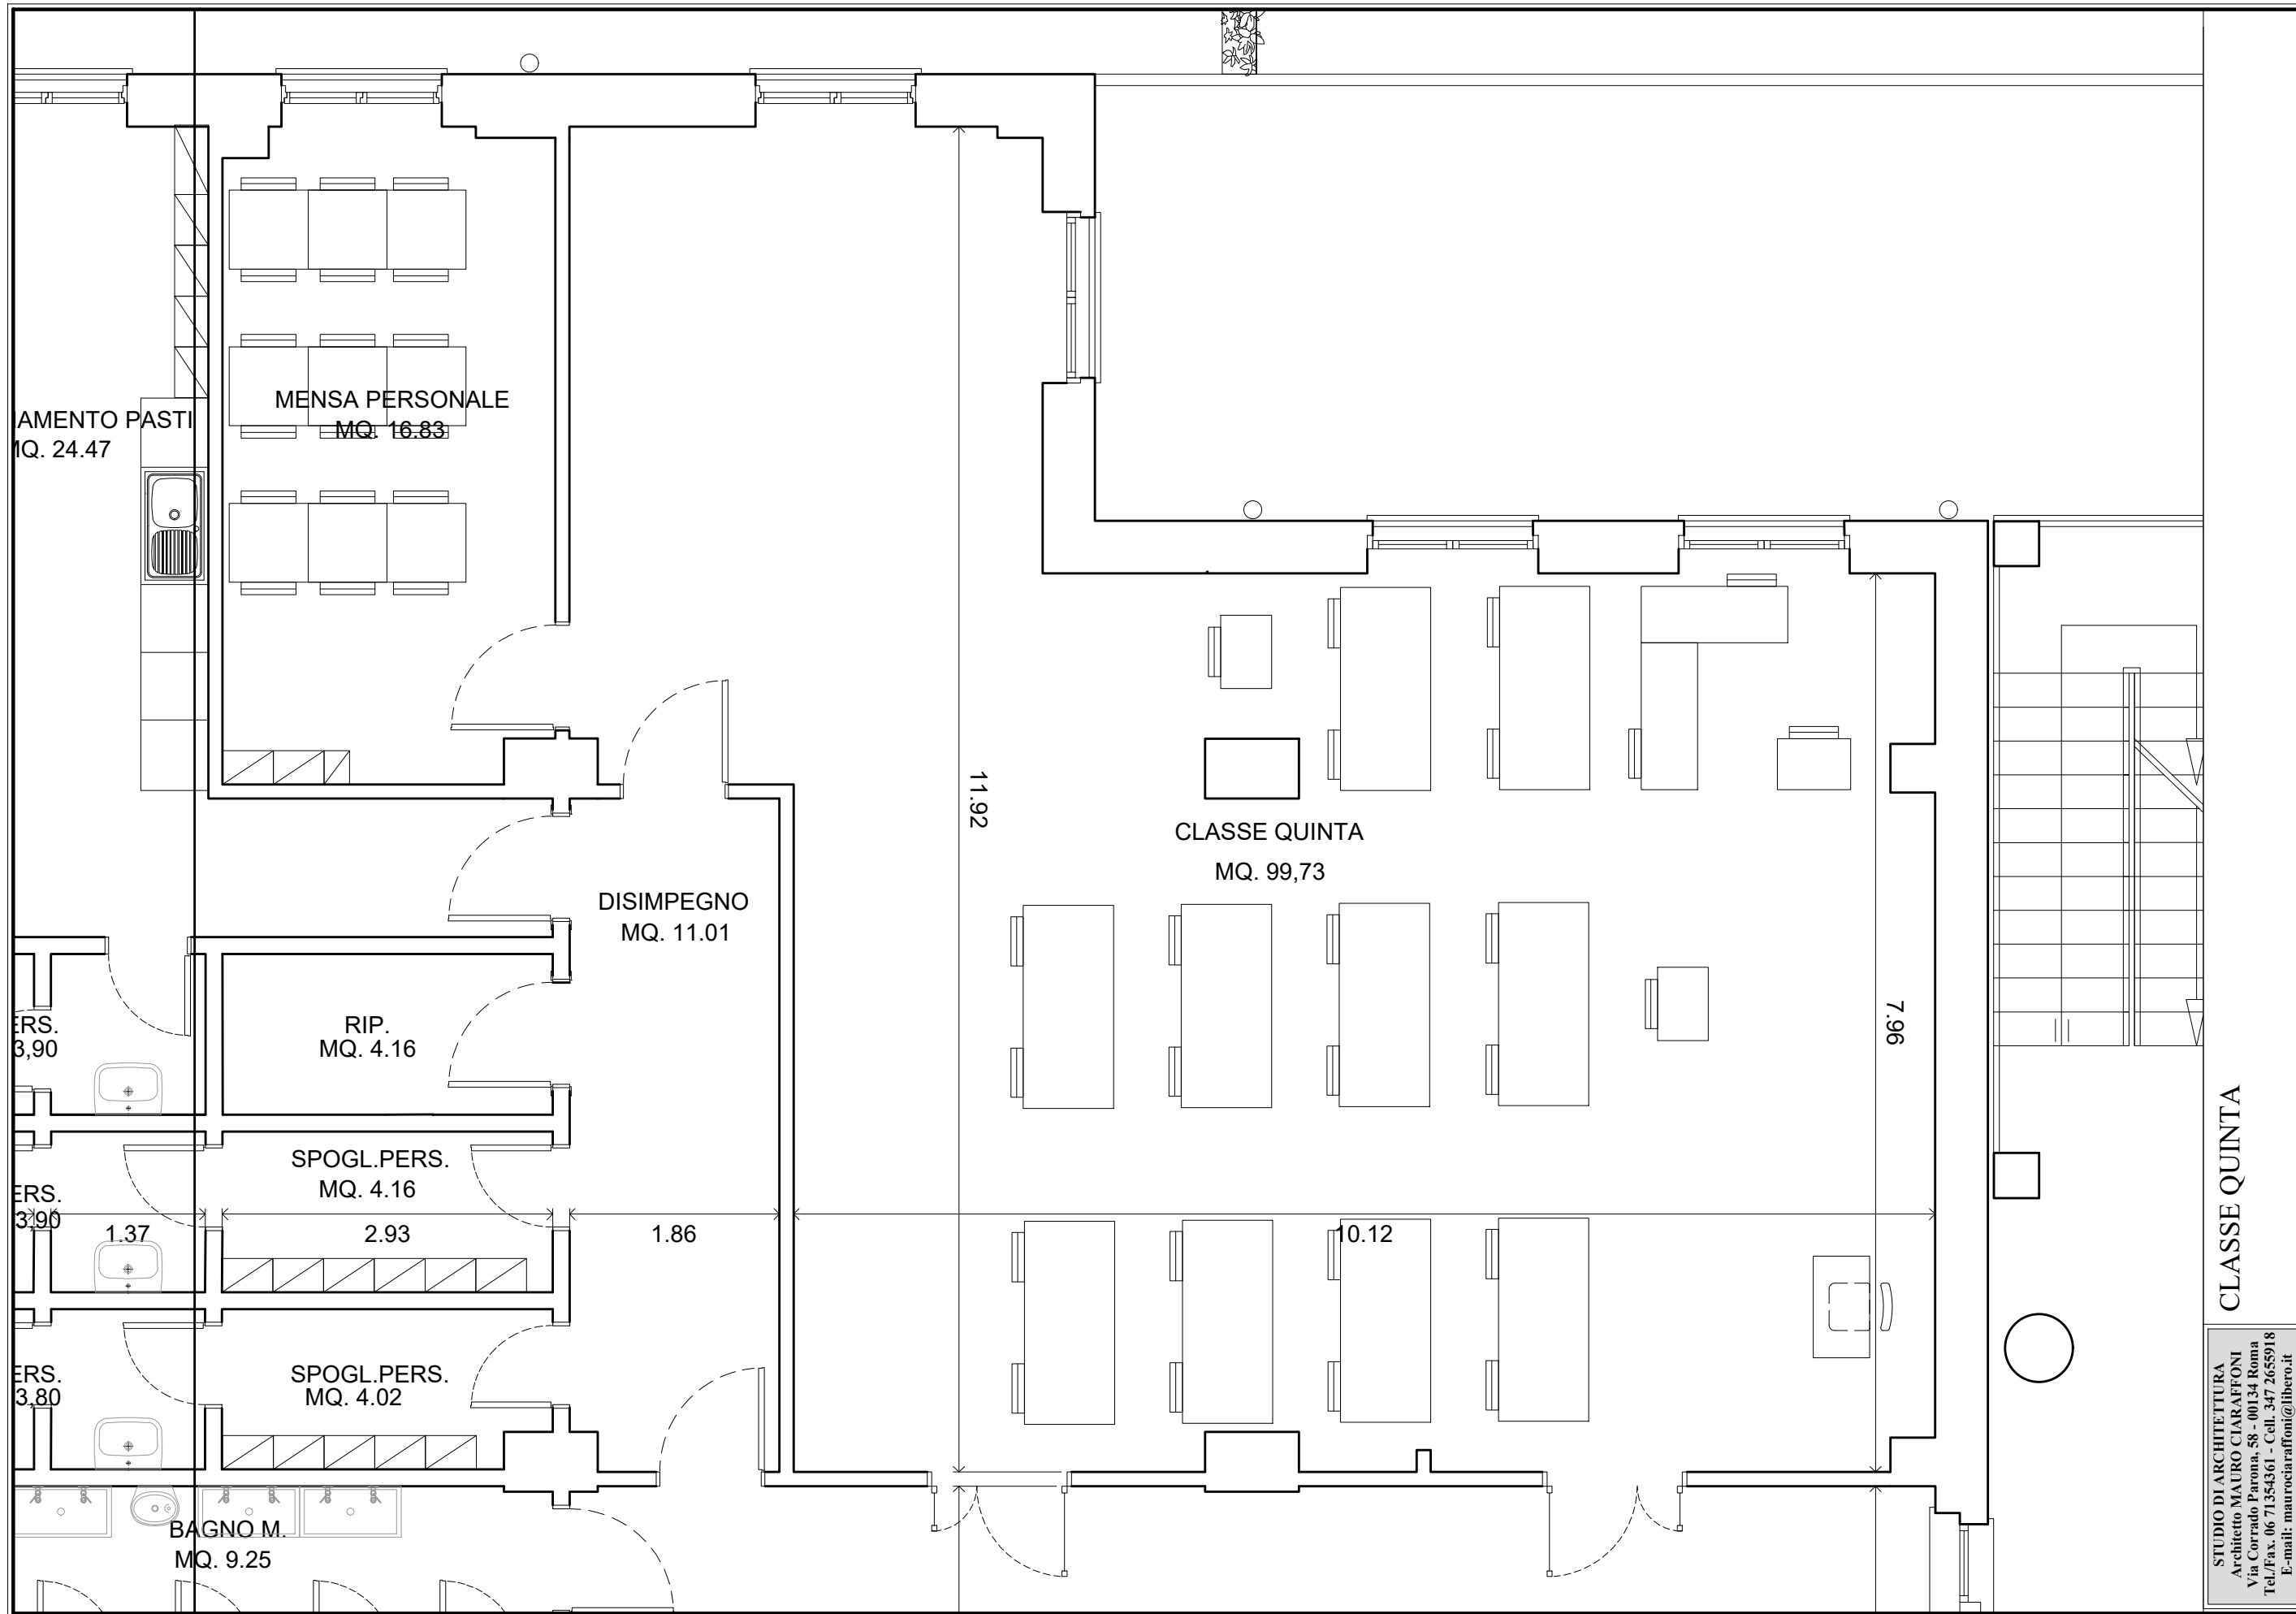 IAMENTO PASTI
MQ. 24.47
MENSA PERSONALE
MQ. 16.83
11.92
CLASSE QUINTA
MQ. 99,73
DISIMPEGNO
MQ. 11.01
ERS.
3,90
RIP.
MQ. 4.16
7.96
SPOGL.PERS.
MQ. 4.16
ERS.
3,90
1.37
2.93
1.86
10.12
SPOGL.PERS.
MQ. 4.02
ERS.
3,80
BAGNO M.
MQ. 9.25
CLASSE QUINTA
STUDIO DI ARCHITETTURA
Architetto MAURO CIARAFFONI
Via Corrado Parona, 58 - 00134 Roma
Tel./Fax. 06 71354361 - Cell. 347 2655918
E-mail: maurociaraffoni@libero.it